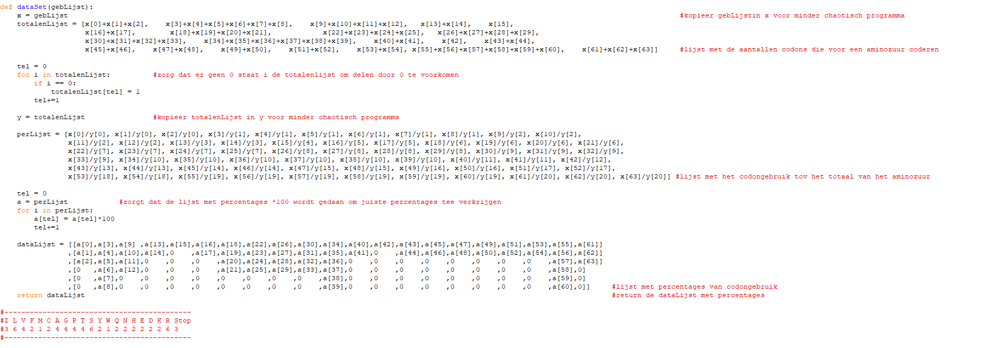 def dataSet(gebLijst):
    x = gebLijst                                                                                                                                                #kopieer gebLijstin x voor minder chaotisch programma
    totalenLijst = [x[0]+x[1]+x[2],    x[3]+x[4]+x[5]+x[6]+x[7]+x[8],    x[9]+x[10]+x[11]+x[12],   x[13]+x[14],    x[15],
                    x[16]+x[17],        x[18]+x[19]+x[20]+x[21],            x[22]+x[23]+x[24]+x[25],   x[26]+x[27]+x[28]+x[29],
                    x[30]+x[31]+x[32]+x[33],    x[34]+x[35]+x[36]+x[37]+x[38]+x[39],    x[40]+x[41],    x[42],    x[43]+x[44],
                    x[45]+x[46],    x[47]+x[48],    x[49]+x[50],    x[51]+x[52],    x[53]+x[54], x[55]+x[56]+x[57]+x[58]+x[59]+x[60],    x[61]+x[62]+x[63]]     #lijst met de aantallen codons die voor een aminozuur coderen
    tel = 0
    for i in totalenLijst:          #zorg dat er geen 0 staat i de totalenlijst om delen door 0 te voorkomen
        if i == 0:
            totalenLijst[tel] = 1
        tel+=1
    y = totalenLijst                #kopieer totalenLijst in y voor minder chaotisch programma
    perLijst = [x[0]/y[0], x[1]/y[0], x[2]/y[0], x[3]/y[1], x[4]/y[1], x[5]/y[1], x[6]/y[1], x[7]/y[1], x[8]/y[1], x[9]/y[2], x[10]/y[2],
                x[11]/y[2], x[12]/y[2], x[13]/y[3], x[14]/y[3], x[15]/y[4], x[16]/y[5], x[17]/y[5], x[18]/y[6], x[19]/y[6], x[20]/y[6], x[21]/y[6],
                x[22]/y[7], x[23]/y[7], x[24]/y[7], x[25]/y[7], x[26]/y[8], x[27]/y[8], x[28]/y[8], x[29]/y[8], x[30]/y[9], x[31]/y[9], x[32]/y[9],
                x[33]/y[9], x[34]/y[10], x[35]/y[10], x[36]/y[10], x[37]/y[10], x[38]/y[10], x[39]/y[10], x[40]/y[11], x[41]/y[11], x[42]/y[12],
                x[43]/y[13], x[44]/y[13], x[45]/y[14], x[46]/y[14], x[47]/y[15], x[48]/y[15], x[49]/y[16], x[50]/y[16], x[51]/y[17], x[52]/y[17],
                x[53]/y[18], x[54]/y[18], x[55]/y[19], x[56]/y[19], x[57]/y[19], x[58]/y[19], x[59]/y[19], x[60]/y[19], x[61]/y[20], x[62]/y[20], x[63]/y[20]] #lijst met het codongebruik tov het totaal van het aminozuur
    tel = 0
    a = perLijst            #zorgt dat de lijst met percentages *100 wordt gedaan om juiste percentages tee verkrijgen
    for i in perLijst:
        a[tel] = a[tel]*100
        tel+=1
    dataLijst = [[a[0],a[3],a[9] ,a[13],a[15],a[16],a[18],a[22],a[26],a[30],a[34],a[40],a[42],a[43],a[45],a[47],a[49],a[51],a[53],a[55],a[61]]
                ,[a[1],a[4],a[10],a[14],0    ,a[17],a[19],a[23],a[27],a[31],a[35],a[41],0    ,a[44],a[46],a[48],a[50],a[52],a[54],a[56],a[62]]
                ,[a[2],a[5],a[11],0    ,0    ,0    ,a[20],a[24],a[28],a[32],a[36],0    ,0    ,0    ,0    ,0    ,0    ,0    ,0    ,a[57],a[63]]
                ,[0   ,a[6],a[12],0    ,0    ,0    ,a[21],a[25],a[29],a[33],a[37],0    ,0    ,0    ,0    ,0    ,0    ,0    ,0    ,a[58],0]
                ,[0   ,a[7],0    ,0    ,0    ,0    ,0    ,0    ,0    ,0    ,a[38],0    ,0    ,0    ,0    ,0    ,0    ,0    ,0    ,a[59],0]
                ,[0   ,a[8],0    ,0    ,0    ,0    ,0    ,0    ,0    ,0    ,a[39],0    ,0    ,0    ,0    ,0    ,0    ,0    ,0    ,a[60],0]]     #lijst met percentages van codongebruik
    return dataLijst                                                                                                                            #return de dataLijst met percentages
#--------------------------------------------
#I L V F M C A G P T S Y W Q N H E D K R Stop
#3 6 4 2 1 2 4 4 4 4 6 2 1 2 2 2 2 2 2 6 3
#--------------------------------------------